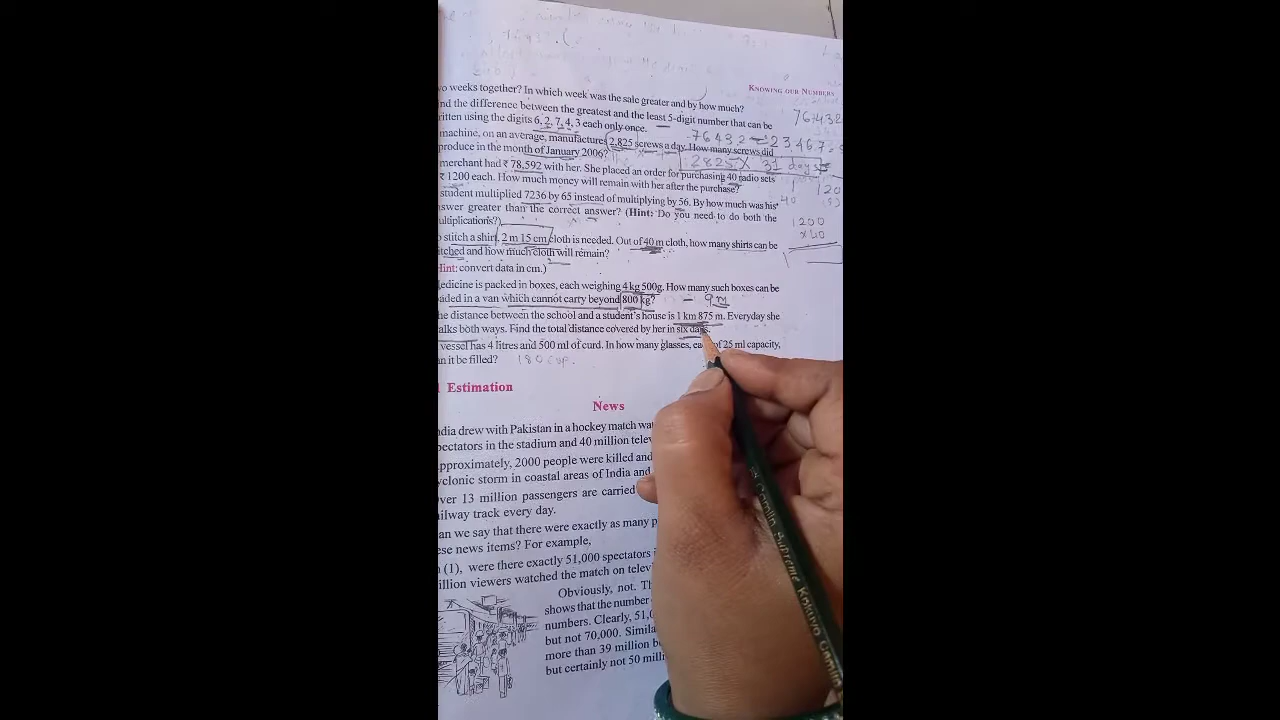 KNOWING OUR NUMBERS
o weeks together? In which week was the sale greater and by how much?
nd the difference between the greatest and the least 5-digit number that can be
ritten using the digits 6, 2, 7, 4, 3 each only once.
machine, on an average, manufactures 2,825 screws a day. How many screws did
produce in the month of January 2006?
merchant had ₹ 78,592 with her. She placed an order for purchasing 40 radio sets
₹ 1200 each. How much money will remain with her after the purchase?
student multiplied 7236 by 65 instead of multiplying by 56. By how much was his
swer greater than the correct answer? (Hint: Do you need to do both the
ultiplications?)
stitch a shirt, 2 m 15 cm cloth is needed. Out of 40 m cloth, how many shirts can be
itched and how much cloth will remain?
Hint: convert data in cm.)
edicine is packed in boxes, each weighing 4 kg 500g. How many such boxes can be
aded in a van which cannot carry beyond 800 kg?
he distance between the school and a student's house is 1 km 875 m. Everyday she
alks both ways. Find the total distance covered by her in six days.
vessel has 4 litres and 500 ml of curd. In how many glasses, of 25 ml capacity,
n it be filled? 180 cup.
76432
76432 - 23467
2825 X 31 days
40
120
1200
x 40
9m
Estimation
News
ndia drew with Pakistan in a hockey match
pectators in the stadium and 40 million
pproximately, 2000 people were killed and
yclonic storm in coastal areas of India and
ver 13 million passengers are carried
ilway track every day.
an we say that there were exactly as many
ese news items? For example,
(1), were there exactly 51,000 spectators
illion viewers watched the match on
Obviously, not.
shows that the number
numbers. Clearly,
but not 70,000.
more than 39 million
but certainly not 50